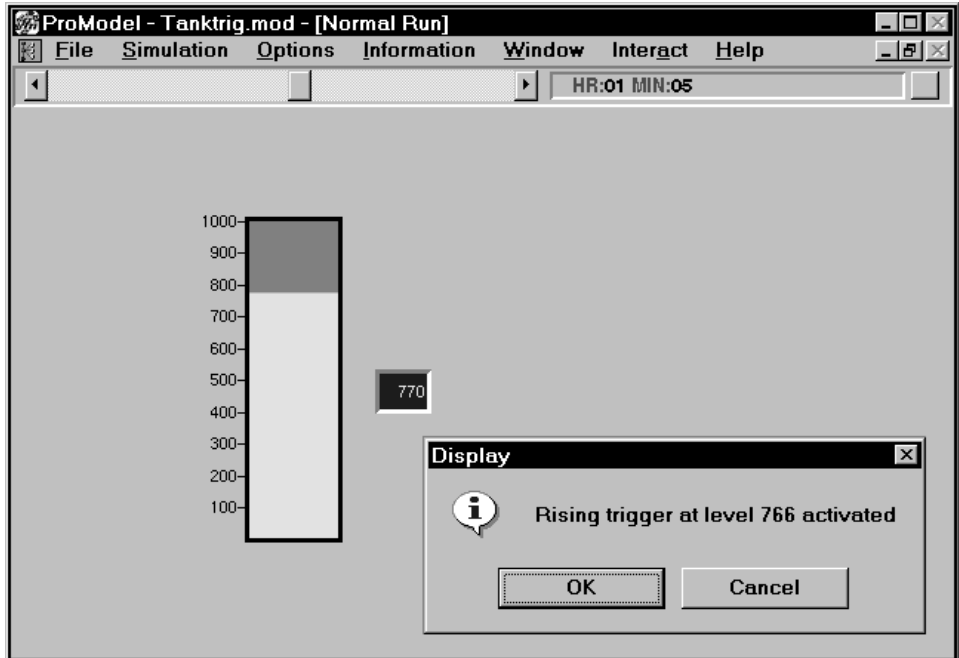 ProModel - Tanktrig.mod - [Normal Run]
File Simulation Options Information Window Interact Help
HR:01 MIN:05
1000
900
800
700
600
500
770
400
300
200
100
Display
Rising trigger at level 766 activated
OK Cancel